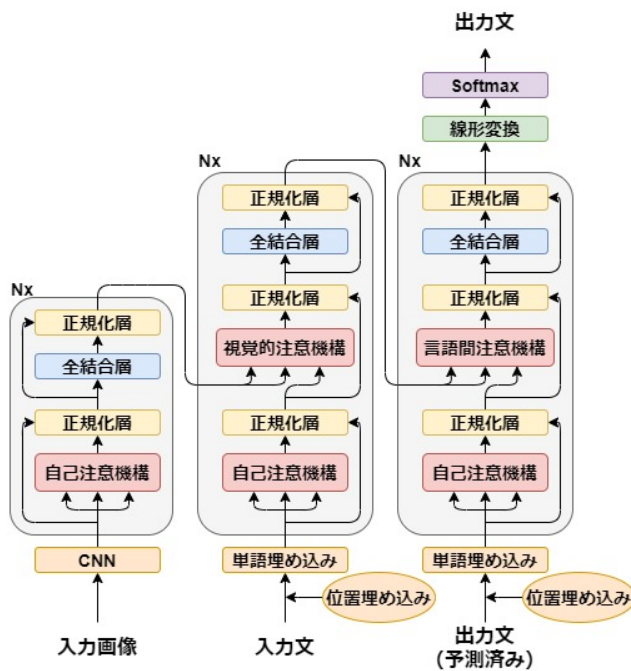 出力文
Softmax
線形変換
Nx
正規化層
全結合層
正規化層
自己注意機構
CNN
入力画像
Nx
正規化層
全結合層
正規化層
視覚的注意機構
正規化層
自己注意機構
単語埋め込み
位置埋め込み
入力文
Nx
正規化層
全結合層
正規化層
言語間注意機構
正規化層
自己注意機構
単語埋め込み
位置埋め込み
出力文
(予測済み)